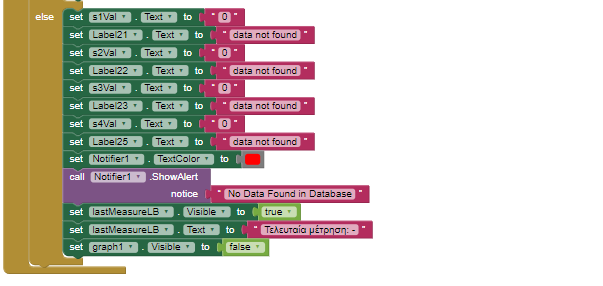 else set s1Val . Text to " 0 "
set Label21 . Text to " data not found "
set s2Val . Text to " 0 "
set Label22 . Text to " data not found "
set s3Val . Text to " 0 "
set Label23 . Text to " data not found "
set s4Val . Text to " 0 "
set Label25 . Text to " data not found "
set Notifier1 . TextColor to
call Notifier1 .ShowAlert
notice " No Data Found in Database "
set lastMeasureLB . Visible to true
set lastMeasureLB . Text to " Τελευταία μέτρηση: - "
set graph1 . Visible to false